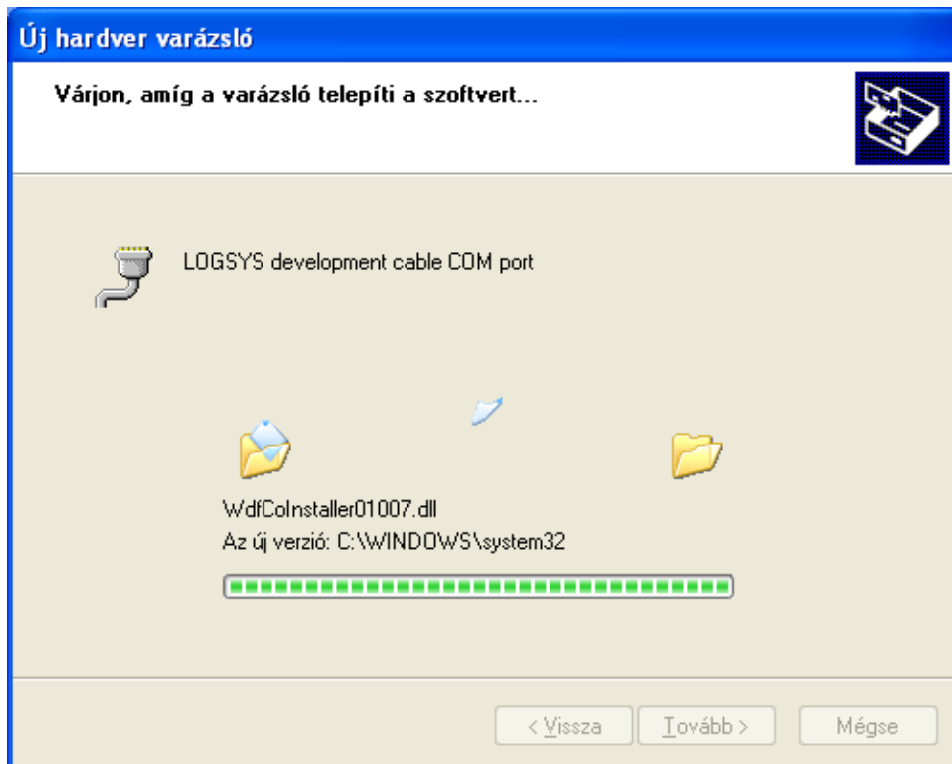 Új hardver varázsló
Várjon, amíg a varázsló telepíti a szoftvert...
LOGSYS development cable COM port
WdfCoInstaller01007.dll
Az új verzió: C:\WINDOWS\system32
< Vissza
Tovább >
Mégse